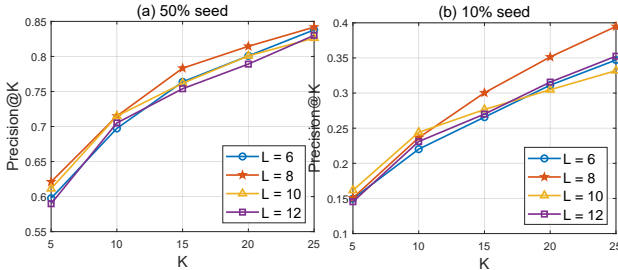 (a) 50% seed
0.85
0.8
0.75
0.7
0.65
0.6
0.55
Precision@K
5 10 15 20 25
K
L = 6
L = 8
L = 10
L = 12
(b) 10% seed
0.4
0.35
0.3
0.25
0.2
0.15
0.1
Precision@K
5 10 15 20 25
K
L = 6
L = 8
L = 10
L = 12